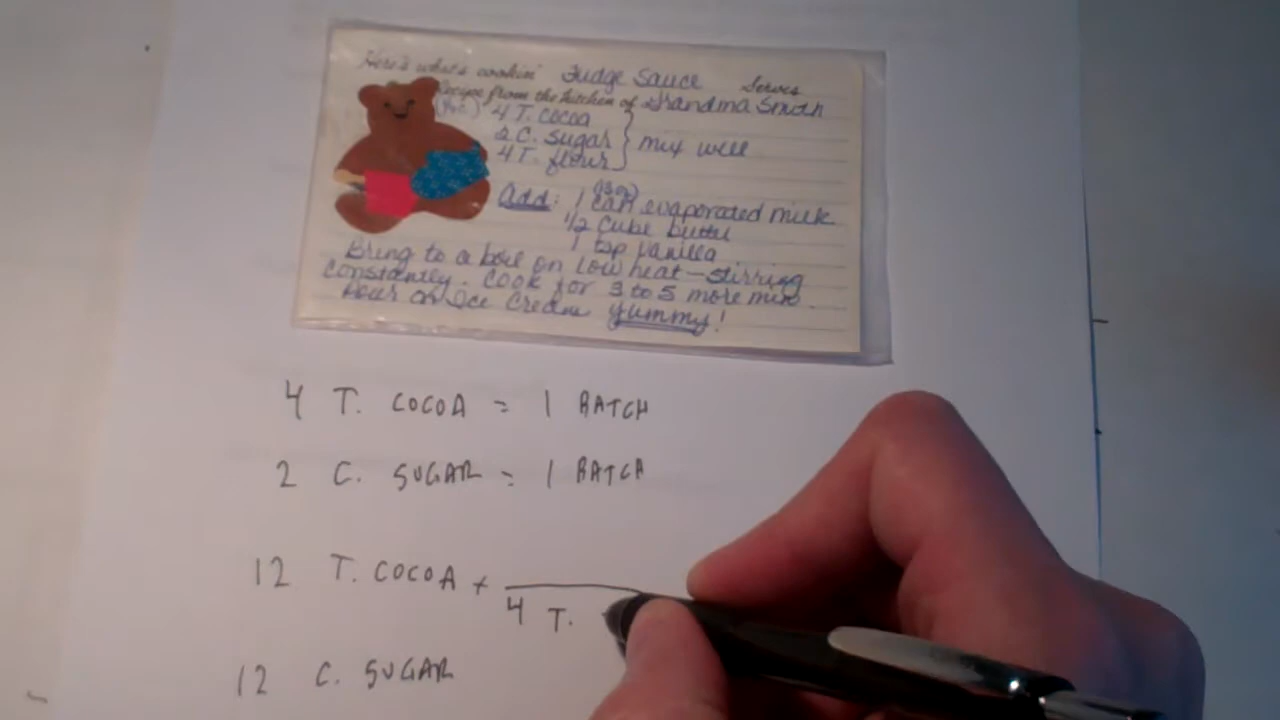 Here's what's cookin' Fudge Sauce Serves
Recipe from the kitchen of Grandma Smith
4 T. cocoa
2 C. sugar } mix well
4 T. flour
Add: 1 can evaporated milk
1/2 cube butter
1 tsp vanilla
Bring to a boil on low heat - stirring
constantly. Cook for 3 to 5 more min.
Pour on Ice Cream Yummy!
4 T. COCOA = 1 BATCH
2 C. SUGAR = 1 BATCH
12 T. COCOA + 
4 T.
12 C. SUGAR